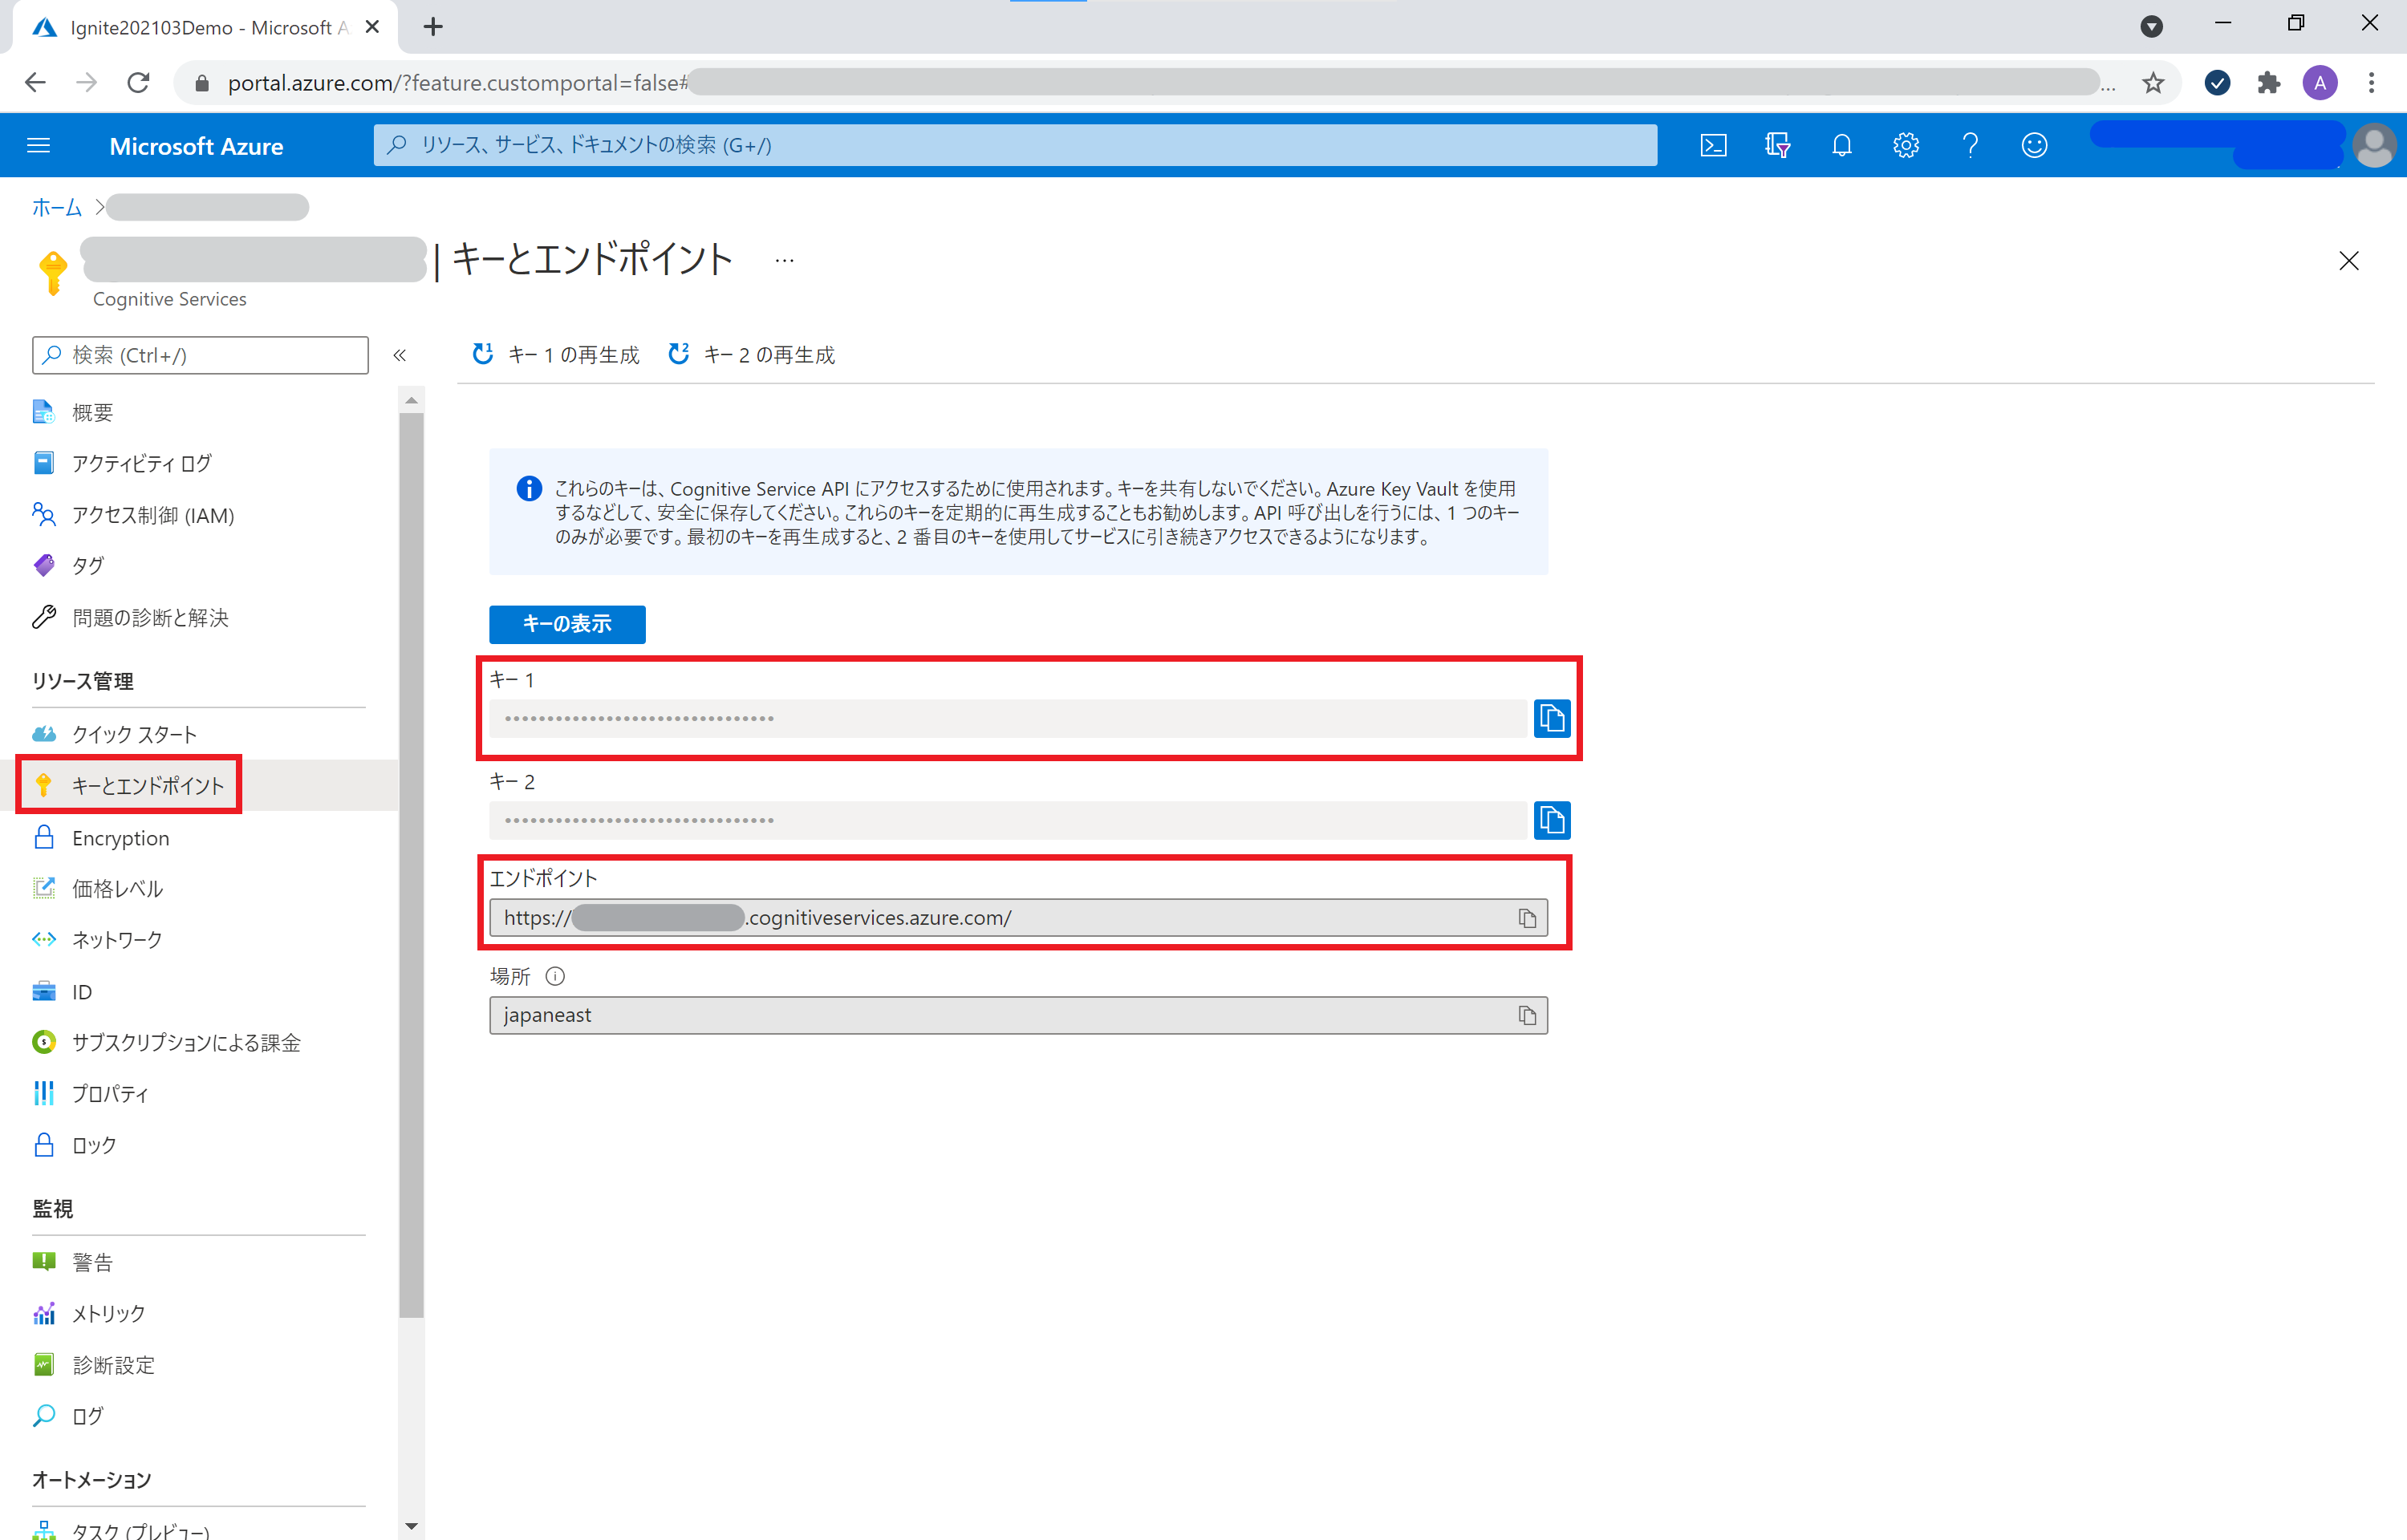 Ignite202103Demo - Microsoft A
portal.azure.com/?feature.customportal=false#
...
A
Microsoft Azure
リソース、サービス、ドキュメントの検索 (G+/)
ホーム
| キーとエンドポイント ...
Cognitive Services
検索 (Ctrl+/)
概要
アクティビティ ログ
アクセス制御 (IAM)
タグ
問題の診断と解決
リソース管理
クイック スタート
キーとエンドポイント
Encryption
価格レベル
ネットワーク
ID
サブスクリプションによる課金
プロパティ
ロック
監視
警告
メトリック
診断設定
ログ
オートメーション
タスク (プレビュー)
キー 1 の再生成
キー 2 の再生成
これらのキーは、Cognitive Service API にアクセスするために使用されます。キーを共有しないでください。Azure Key Vault を使用
するなどして、安全に保存してください。これらのキーを定期的に再生成することもお勧めします。API 呼び出しを行うには、1 つのキー
のみが必要です。最初のキーを再生成すると、2 番目のキーを使用してサービスに引き続きアクセスできるようになります。
キーの表示
キー 1
キー 2
エンドポイント
https:// .cognitiveservices.azure.com/
場所
japaneast